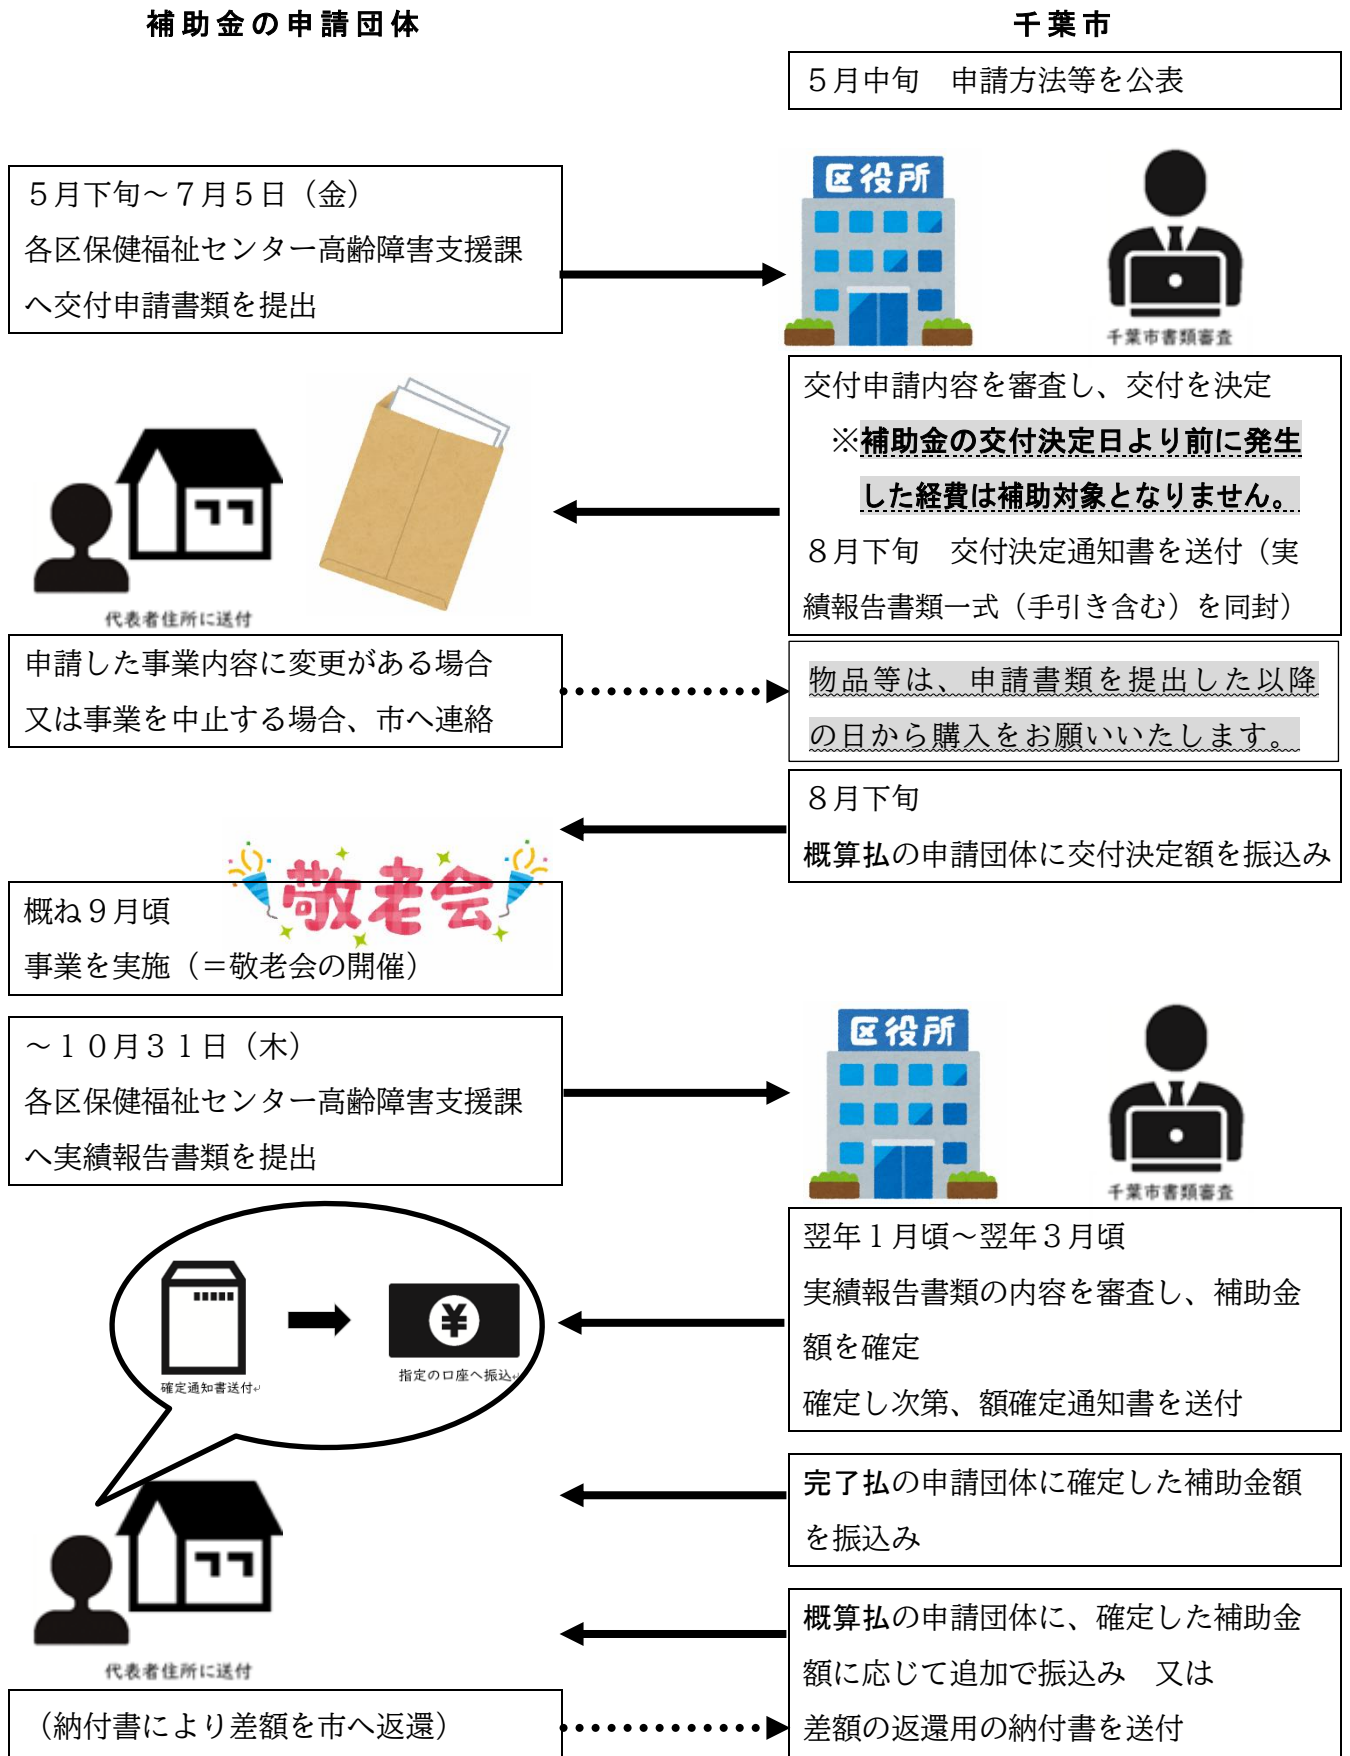 補助金の申請団体
千葉市
５月中旬　申請方法等を公表
５月下旬～７月５日（金）
各区保健福祉センター高齢障害支援課
へ交付申請書類を提出
区役所
千葉市書類審査
交付申請内容を審査し、交付を決定
※補助金の交付決定日より前に発生
した経費は補助対象となりません。
８月下旬　交付決定通知書を送付（実
績報告書類一式（手引き含む）を同封）
代表者住所に送付
申請した事業内容に変更がある場合
又は事業を中止する場合、市へ連絡
物品等は、申請書類を提出した以降
の日から購入をお願いいたします。
８月下旬
概算払の申請団体に交付決定額を振込み
敬老会
概ね９月頃
事業を実施（＝敬老会の開催）
～１０月３１日（木）
各区保健福祉センター高齢障害支援課
へ実績報告書類を提出
区役所
千葉市書類審査
翌年１月頃～翌年３月頃
実績報告書類の内容を審査し、補助金
額を確定
確定し次第、額確定通知書を送付
¥
確定通知書送付↵
指定の口座へ振込↵
完了払の申請団体に確定した補助金額
を振込み
代表者住所に送付
概算払の申請団体に、確定した補助金
額に応じて追加で振込み　又は
差額の返還用の納付書を送付
（納付書により差額を市へ返還）